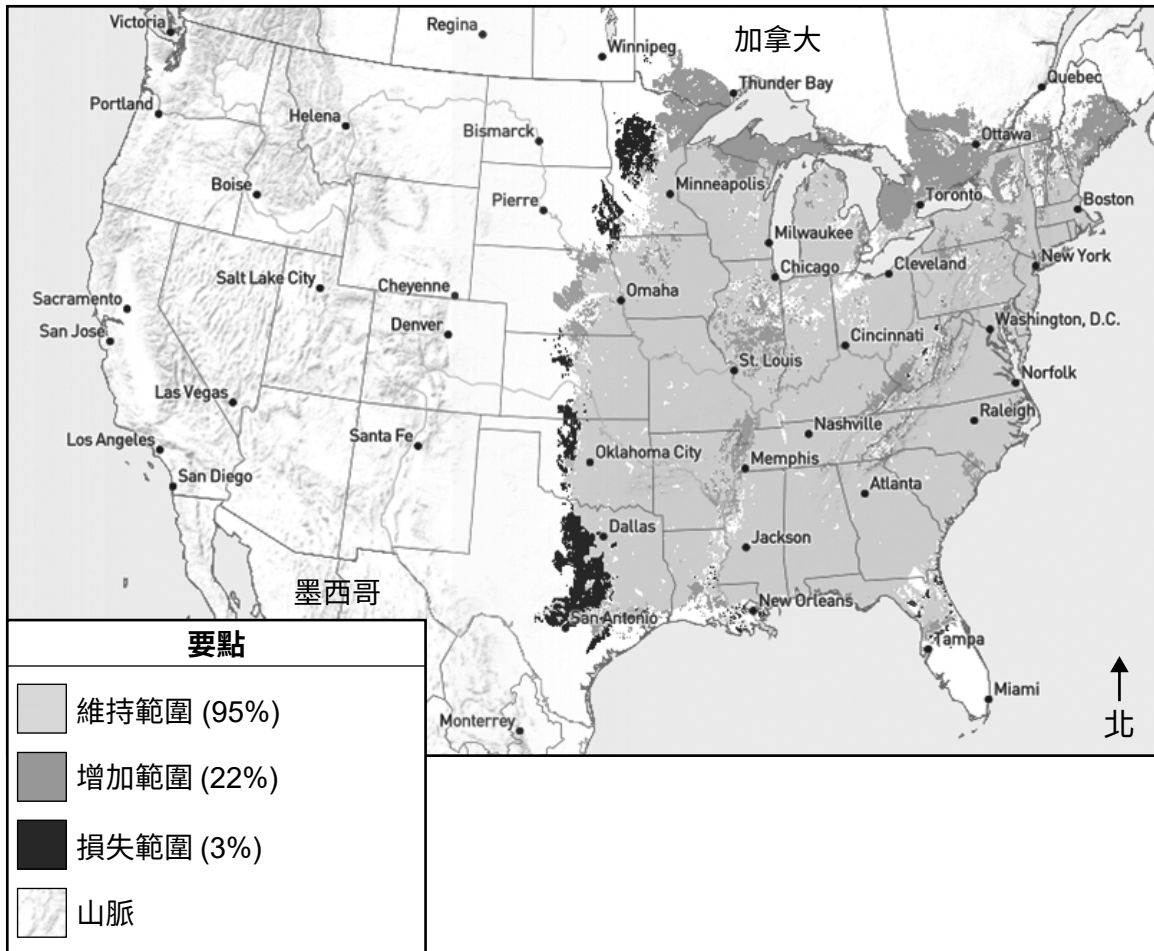 Victoria
Regina
Winnipeg
加拿大
Thunder Bay
Quebec
Portland
Helena
Bismarck
Ottawa
Boise
Pierre
Minneapolis
Toronto
Boston
Milwaukee
Salt Lake City
Cheyenne
Omaha
Chicago
Cleveland
New York
Sacramento
San Jose
Denver
Cincinnati
Washington, D.C.
St. Louis
Las Vegas
Norfolk
Los Angeles
Santa Fe
Oklahoma City
Nashville
Raleigh
San Diego
Memphis
Atlanta
Dallas
Jackson
墨西哥
San Antonio
New Orleans
Tampa
Miami
Monterrey
北
要點
維持範圍 (95%)
增加範圍 (22%)
損失範圍 (3%)
山脈